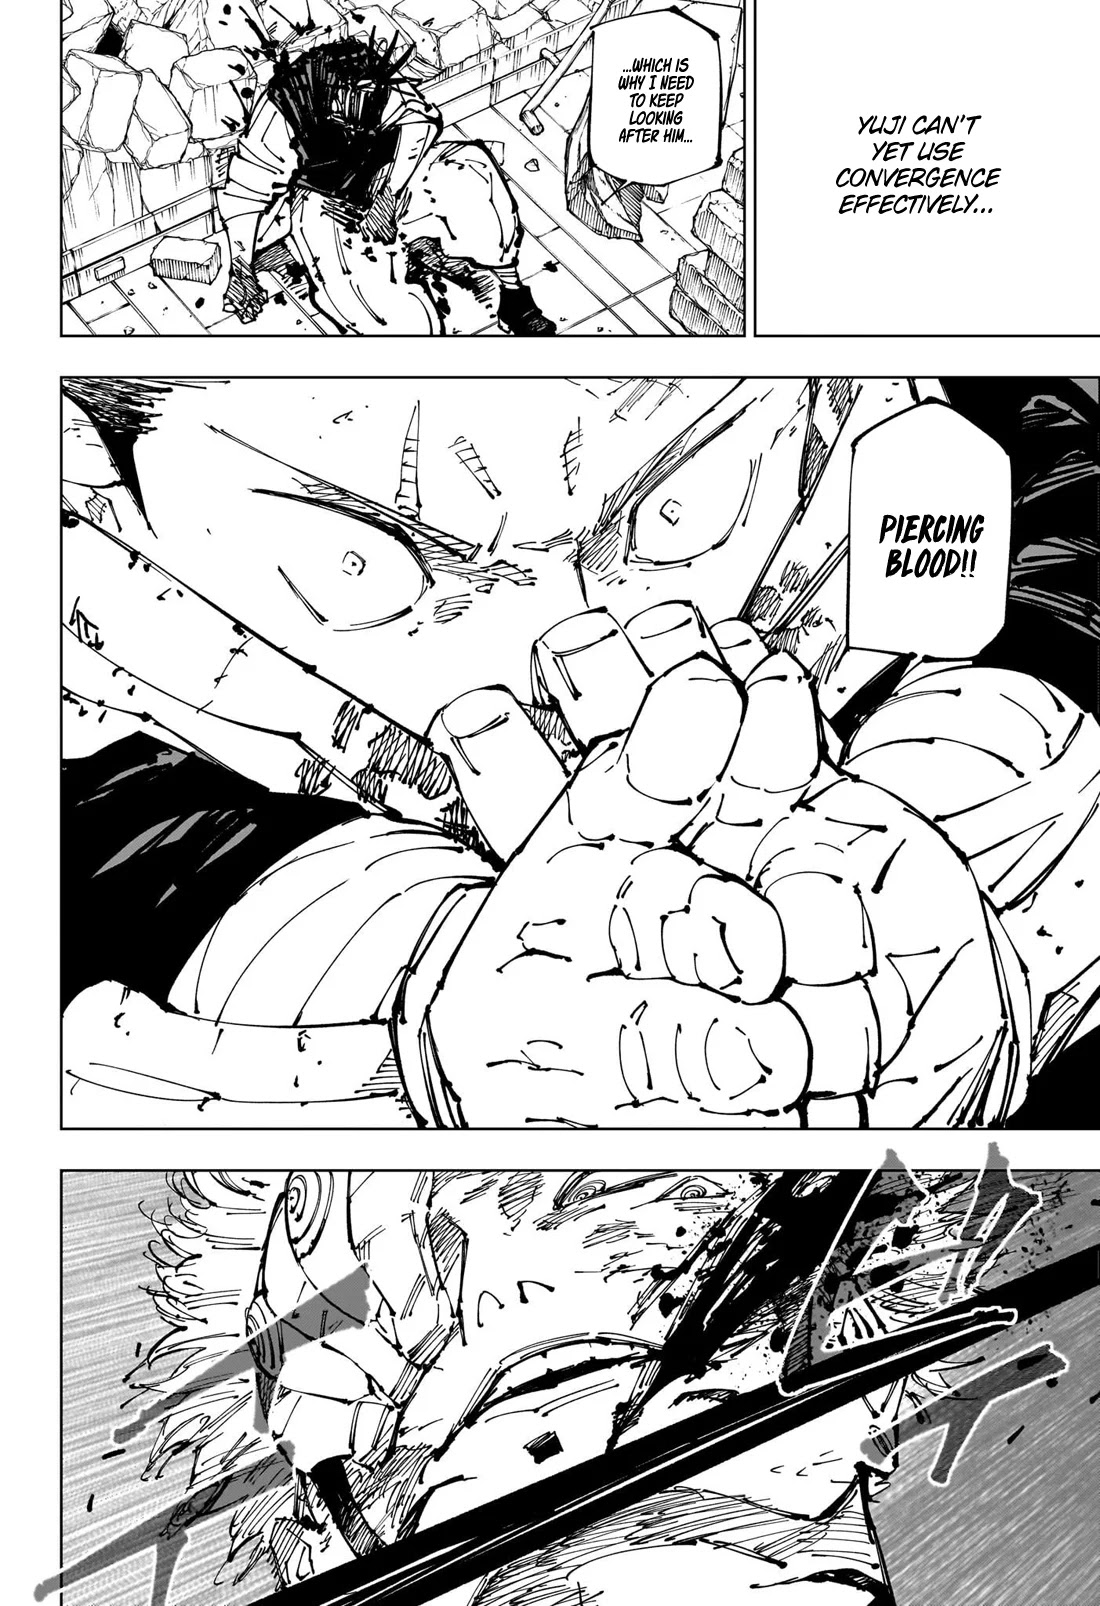 YUJI CAN'T
YET USE
CONVERGENCE
EFFECTIVELY...
...WHICH IS
WHY I NEED
TO KEEP
LOOKING
AFTER HIM...
PIERCING
BLOOD!!